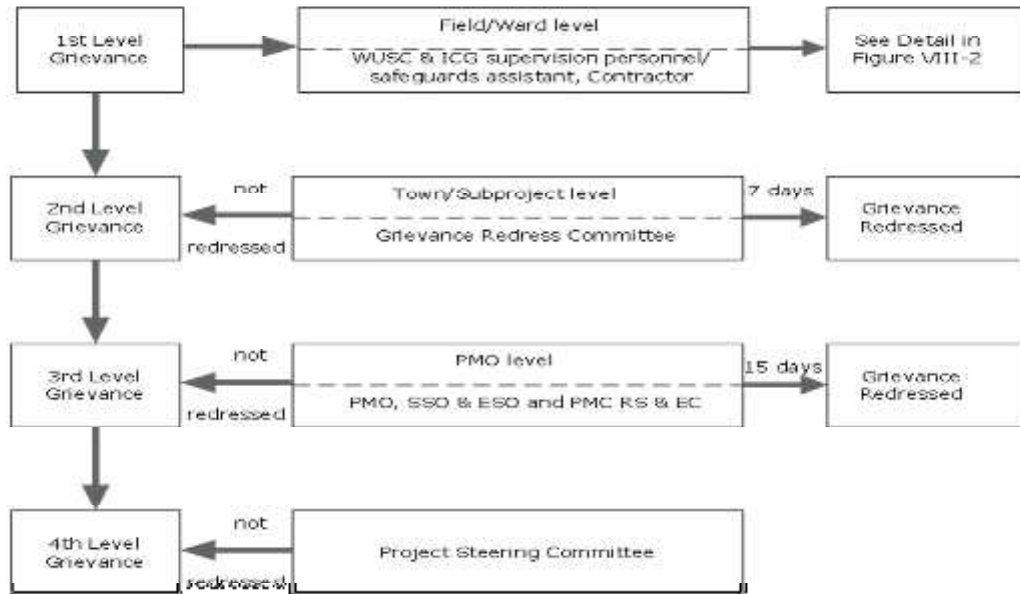 1st Level
Grievance
Field/Ward level
WUSC & ICG supervision personnel/
safeguards assistant, Contractor
See Detail in
Figure VIII-2
2nd Level
Grievance
not
redressed
Town/Subproject level
Grievance Redress Committee
7 days
Grievance
Redressed
3rd Level
Grievance
not
redressed
PMO level
PMO, SSO & ESO and PMC RS & EC
15 days
Grievance
Redressed
4th Level
Grievance
not
redressed
Project Steering Committee